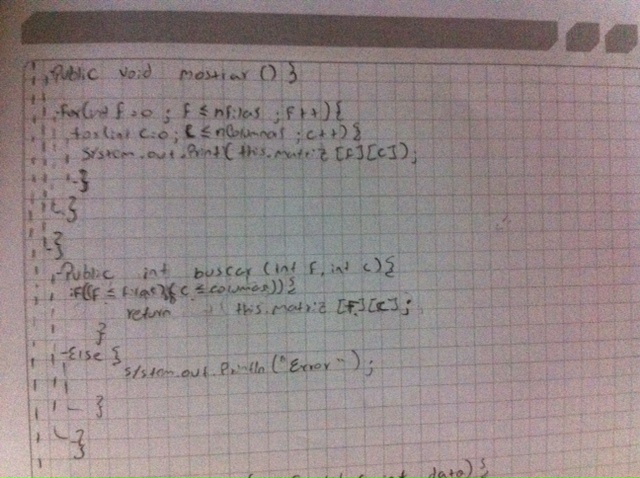 Public void mostrar () }
for(int f=0 ; f ≤ nfilas ; f++){
for(int c=0 ; c ≤ ncolumnas ; c++){
System.out.print( this.matriz [f][c]);
}
}
}
Public int buscar (int f, int c) {
if((f ≤ filas)&(c ≤ columnas)){
return (this.matriz [f][c];
}
Else {
System.out.Println ("Error");
}
}
data){